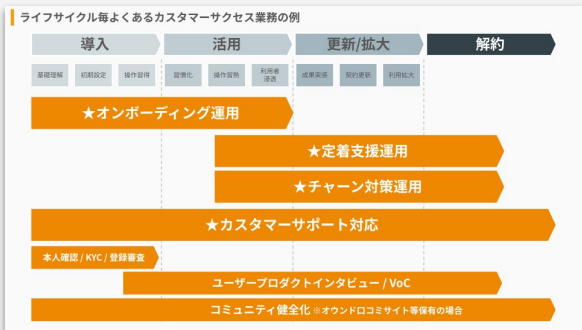 ライフサイクル毎よくあるカスタマーサクセス業務の例
導入
活用
更新/拡大
解約
基礎理解
初期設定
操作習得
習慣化
操作習熟
利用者
浸透
成果実感
契約更新
利用拡大
★オンボーディング運用
★定着支援運用
★チャーン対策運用
★カスタマーサポート対応
本人確認 / KYC / 登録審査
ユーザープロダクトインタビュー / VoC
コミュニティ健全化 ※オウンド口コミサイト等保有の場合